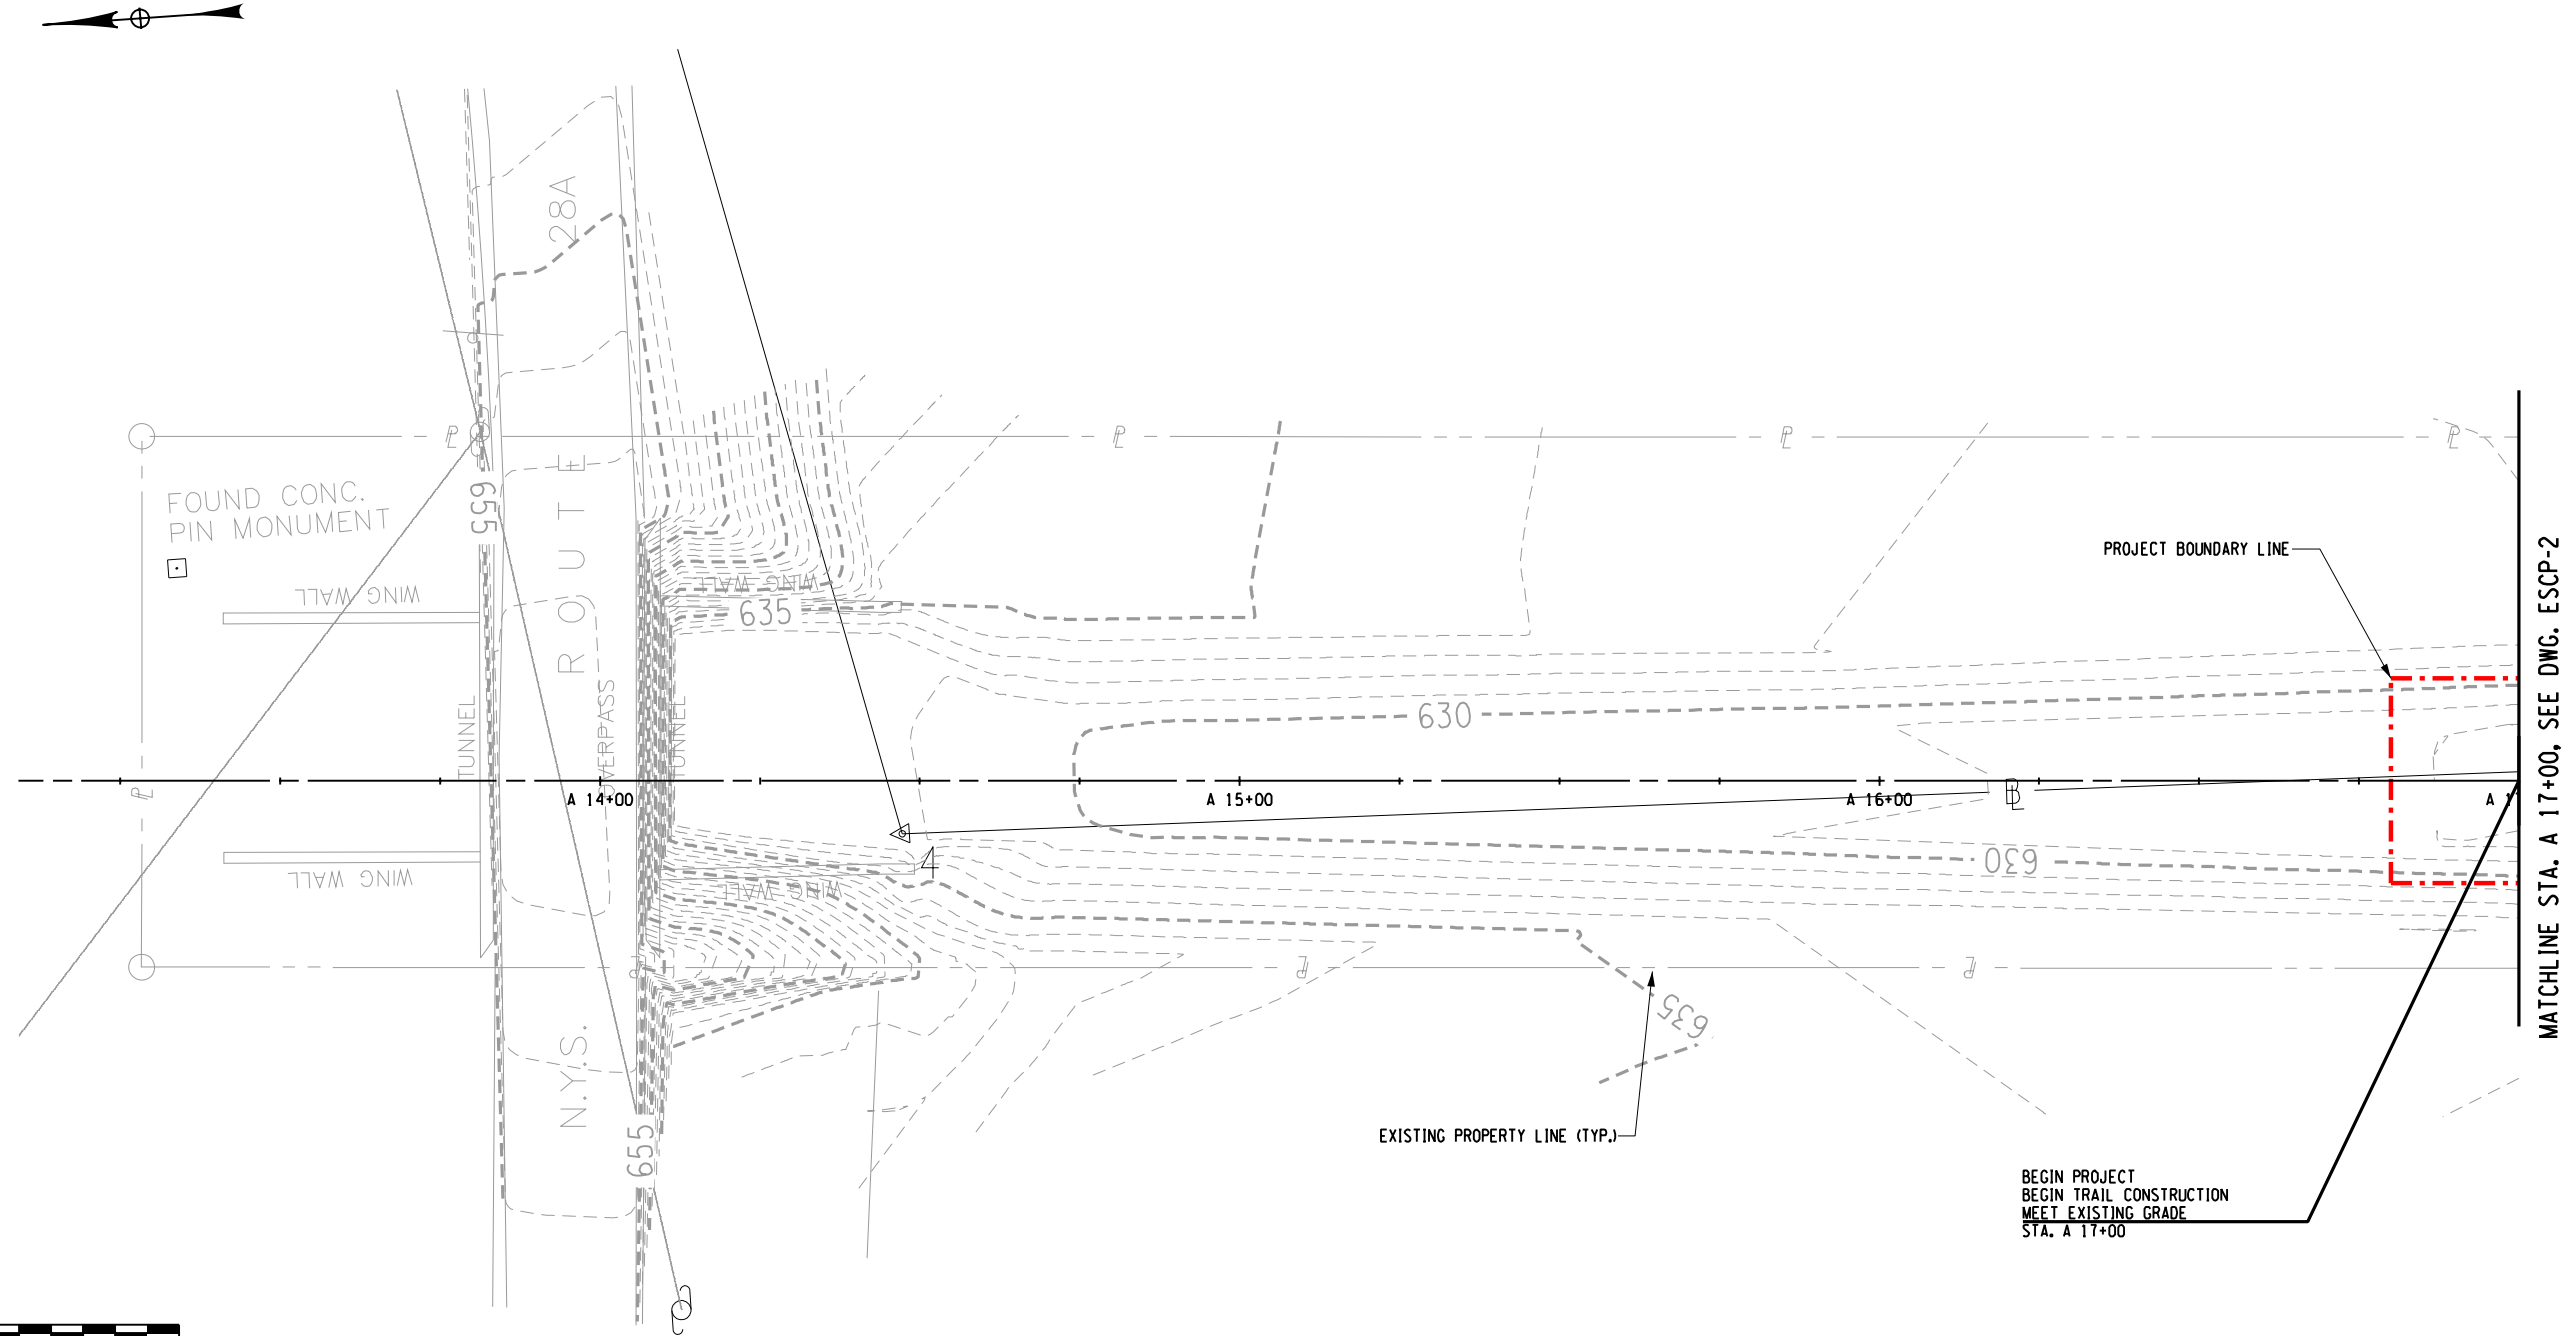 28A
FOUND CONC.
PIN MONUMENT
655
ROUTE
WING WALL
WING WALL
635
PROJECT BOUNDARY LINE
TUNNEL
OVERPASS
TUNNEL
630
A 14+00
A 15+00
A 16+00
A 1
4
630
WING WALL
WING WALL
635
N.Y.S.
655
EXISTING PROPERTY LINE (TYP.)
BEGIN PROJECT
BEGIN TRAIL CONSTRUCTION
MEET EXISTING GRADE
STA. A 17+00
MATCHLINE STA. A 17+00, SEE DWG. ESCP-2